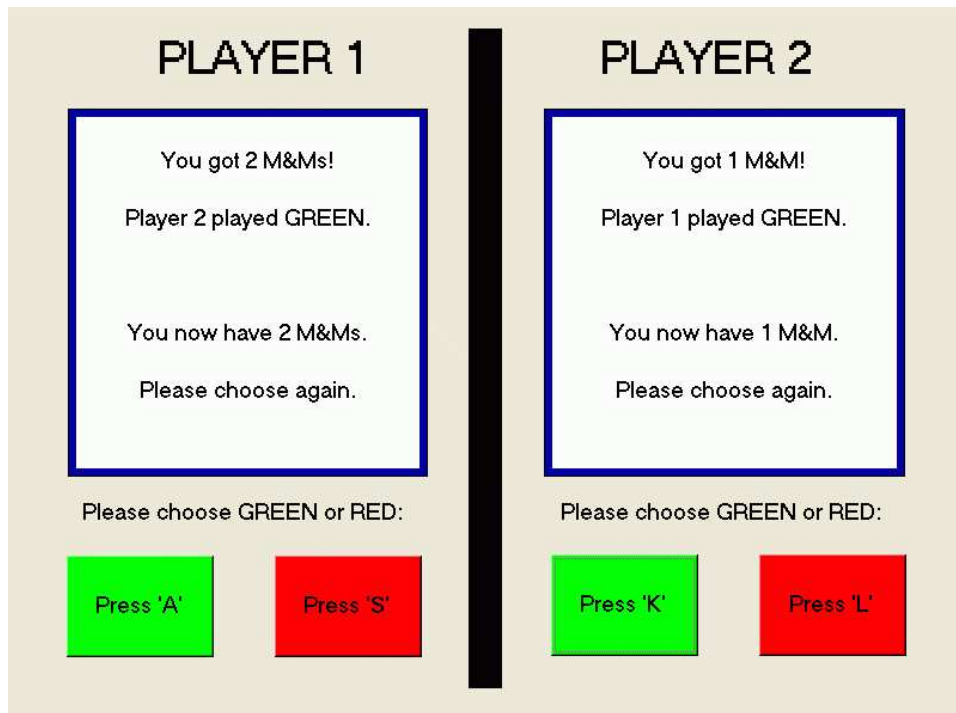 PLAYER 1
You got 2 M&Ms!
Player 2 played GREEN.
You now have 2 M&Ms.
Please choose again.
Please choose GREEN or RED:
Press 'A'
Press 'S'
PLAYER 2
You got 1 M&M!
Player 1 played GREEN.
You now have 1 M&M.
Please choose again.
Please choose GREEN or RED:
Press 'K'
Press 'L'